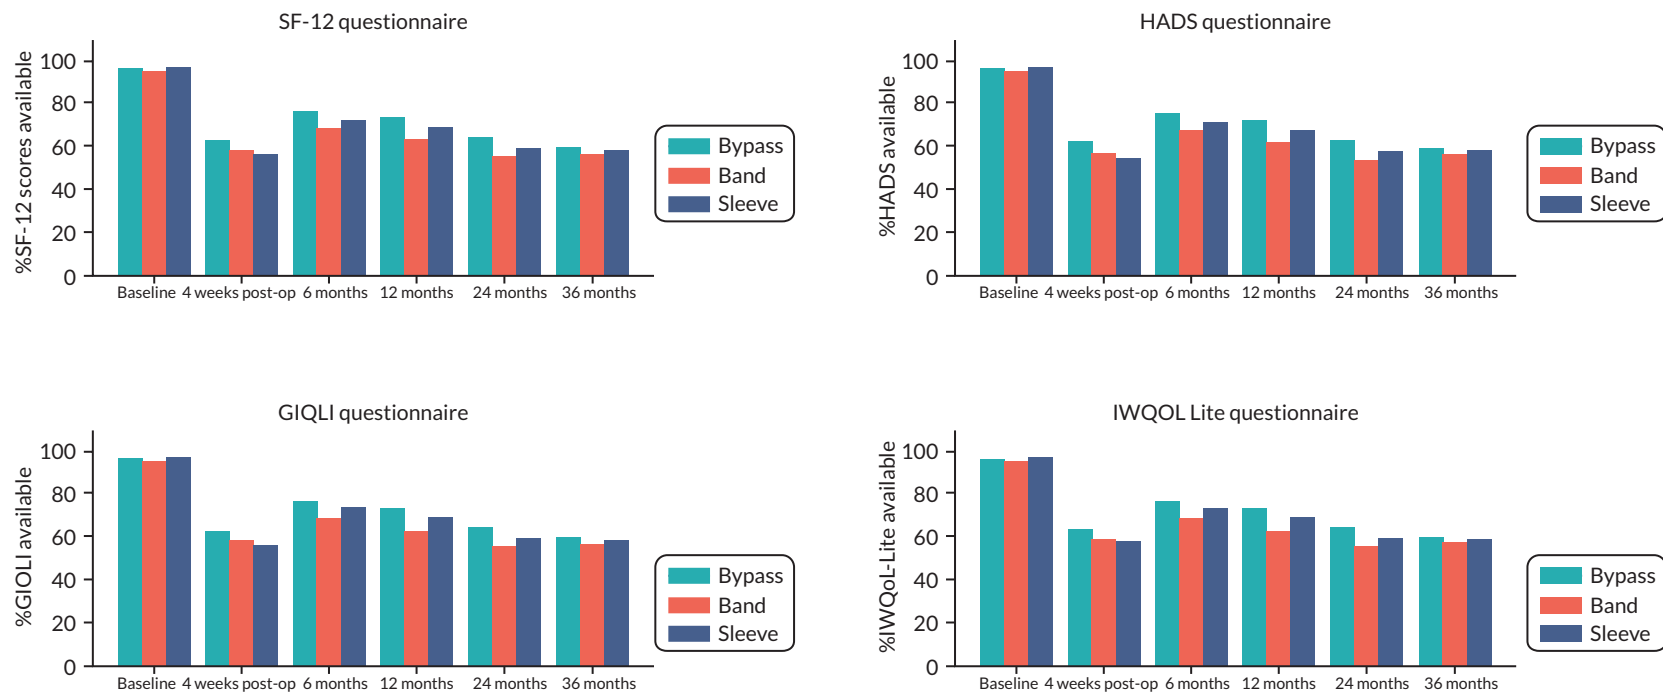 SF-12 questionnaire
%SF-12 scores available
100
80
60
40
20
0
Baseline 4 weeks post-op 6 months 12 months 24 months 36 months
Bypass
Band
Sleeve
HADS questionnaire
%HADS available
100
80
60
40
20
0
Baseline 4 weeks post-op 6 months 12 months 24 months 36 months
Bypass
Band
Sleeve
GIQLI questionnaire
%GIOLI available
100
80
60
40
20
0
Baseline 4 weeks post-op 6 months 12 months 24 months 36 months
Bypass
Band
Sleeve
IWQOL Lite questionnaire
%IWQoL-Lite available
100
80
60
40
20
0
Baseline 4 weeks post-op 6 months 12 months 24 months 36 months
Bypass
Band
Sleeve